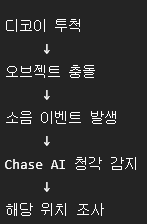 디코이 투척
↓
오브젝트 충돌
↓
소음 이벤트 발생
↓
Chase AI 청각 감지
↓
해당 위치 조사